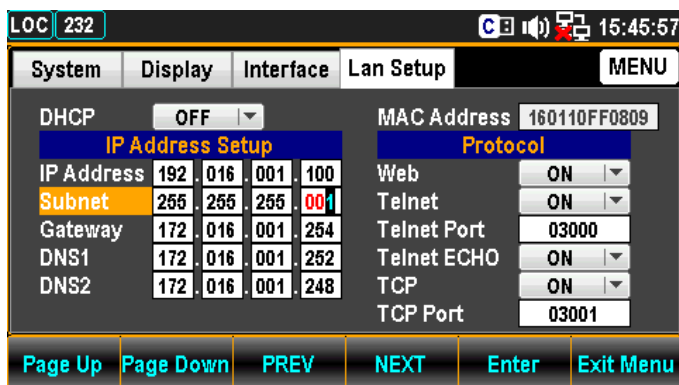 LOC 232 C 15:45:57
System Display Interface Lan Setup MENU
DHCP OFF MAC Address 160110FF0809
IP Address Setup Protocol
IP Address 192 . 016 . 001 . 100 Web ON
Subnet 255 . 255 . 255 . 001 Telnet ON
Gateway 172 . 016 . 001 . 254 Telnet Port 03000
DNS1 172 . 016 . 001 . 252 Telnet ECHO ON
DNS2 172 . 016 . 001 . 248 TCP ON
TCP Port 03001
Page Up Page Down PREV NEXT Enter Exit Menu